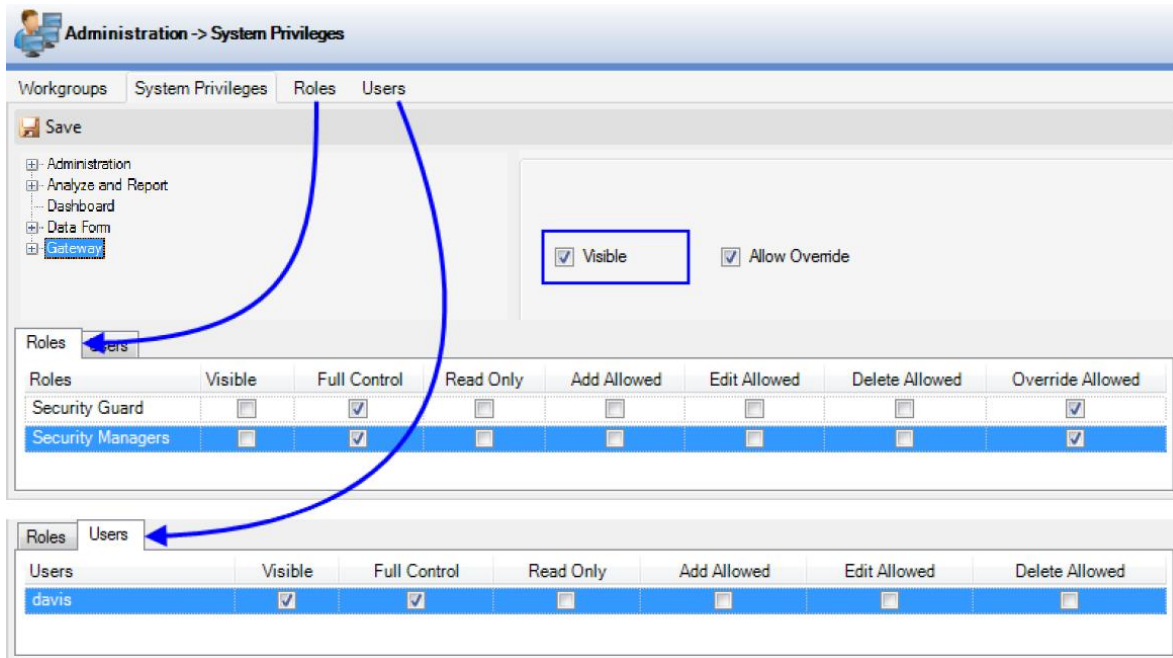 Administration -> System Privileges
Workgroups System Privileges Roles Users
Save
Administration
Analyze and Report
Dashboard
Data Form
Gateway
Visible Allow Override
Roles Users
Roles Visible Full Control Read Only Add Allowed Edit Allowed Delete Allowed Override Allowed
Security Guard
Security Managers
Roles Users
Users Visible Full Control Read Only Add Allowed Edit Allowed Delete Allowed
davis